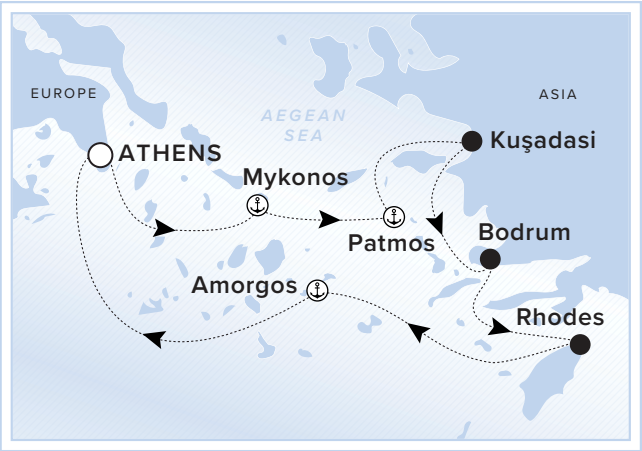 EUROPE
ASIA
AEGEAN
SEA
ATHENS
Kuşadasi
Mykonos
Patmos
Bodrum
Amorgos
Rhodes